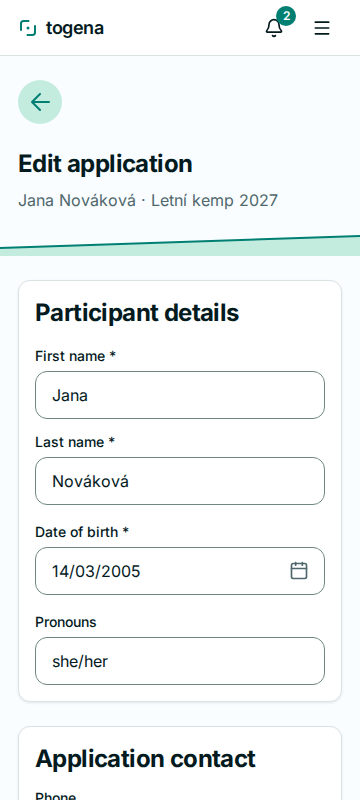 togena
2
Edit application
Jana Nováková · Letní kemp 2027
Participant details
First name *
Jana
Last name *
Nováková
Date of birth *
14/03/2005
Pronouns
she/her
Application contact
Phone